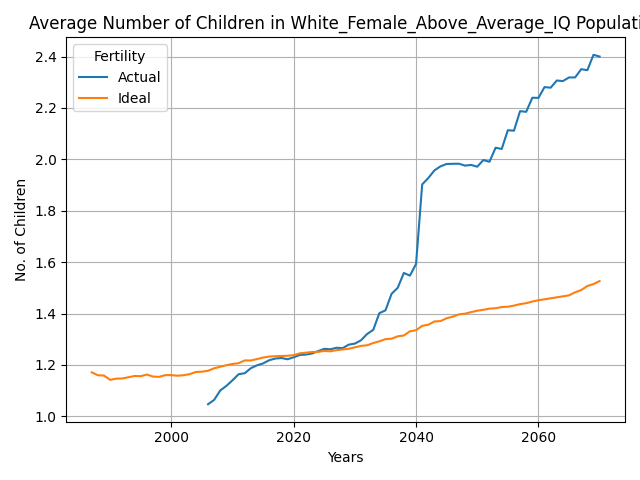 Average Number of Children in White_Female_Above_Average_IQ Populati
Fertility
Actual
Ideal
2.4
2.2
2.0
1.8
1.6
1.4
1.2
1.0
No. of Children
2000
2020
2040
2060
Years